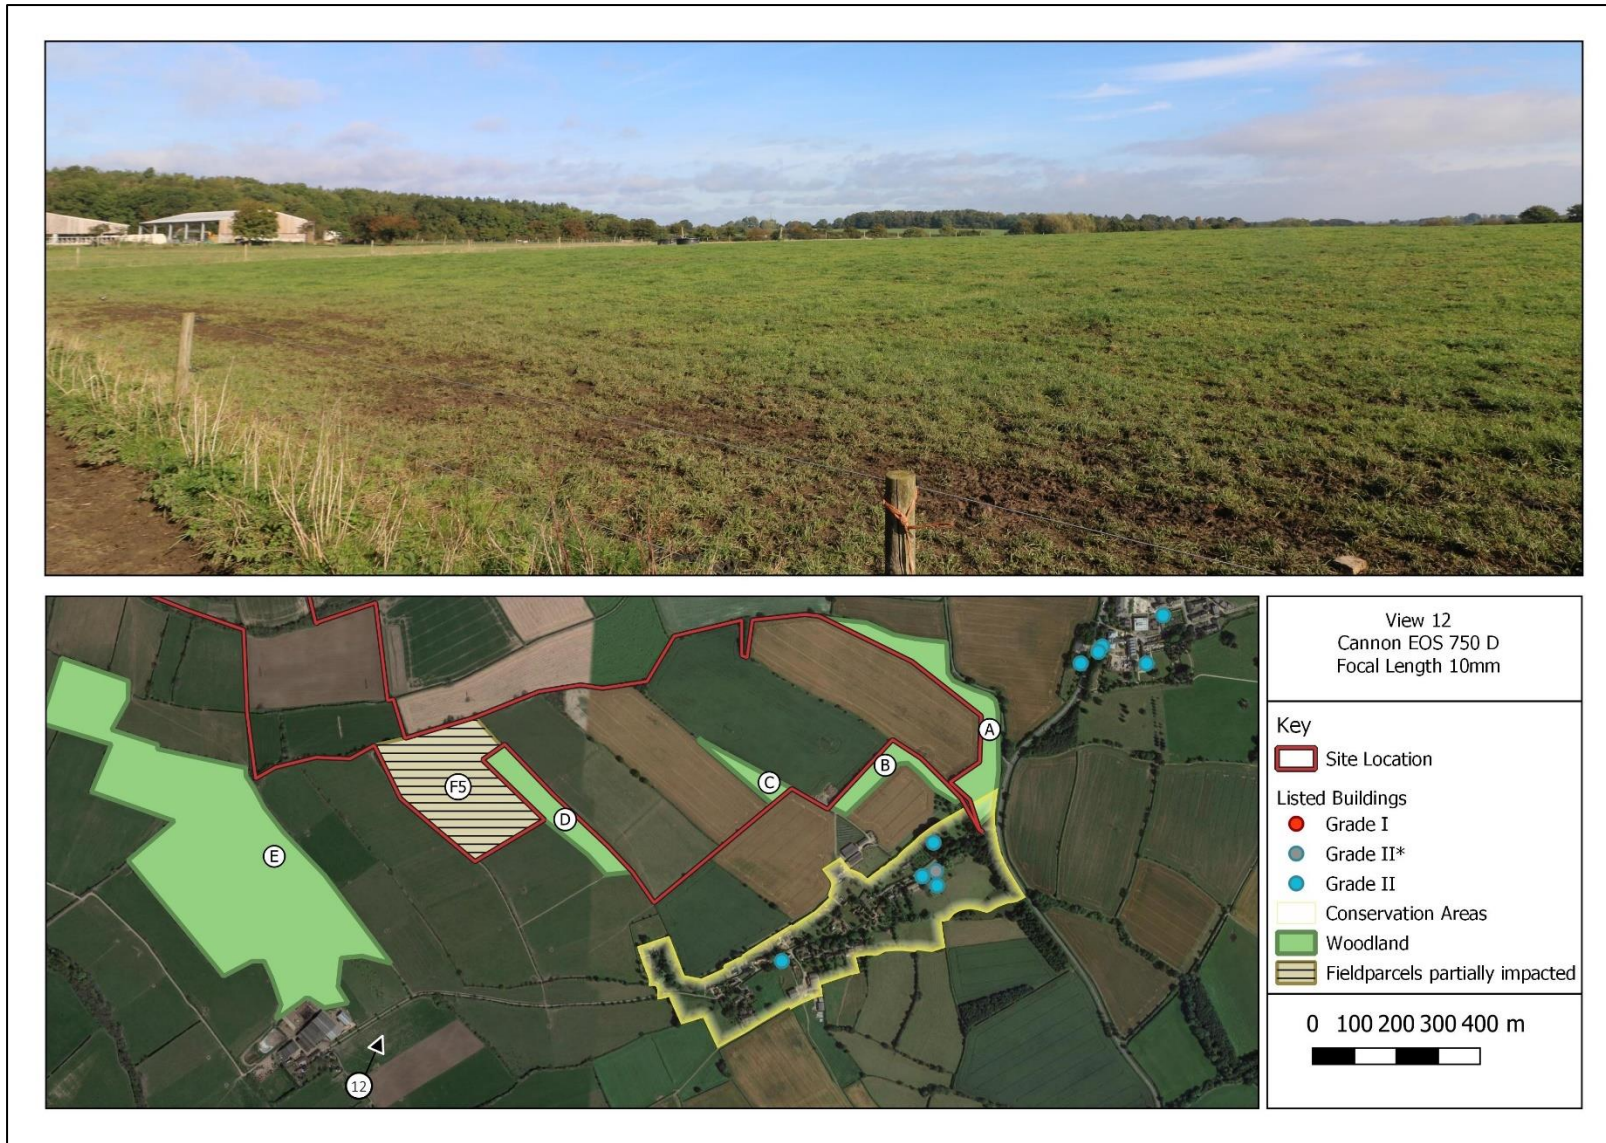 A
B
C
F5
D
E
12
View 12
Cannon EOS 750 D
Focal Length 10mm
Key
Site Location
Listed Buildings
Grade I
Grade II*
Grade II
Conservation Areas
Woodland
Fieldparcels partially impacted
0 100 200 300 400 m